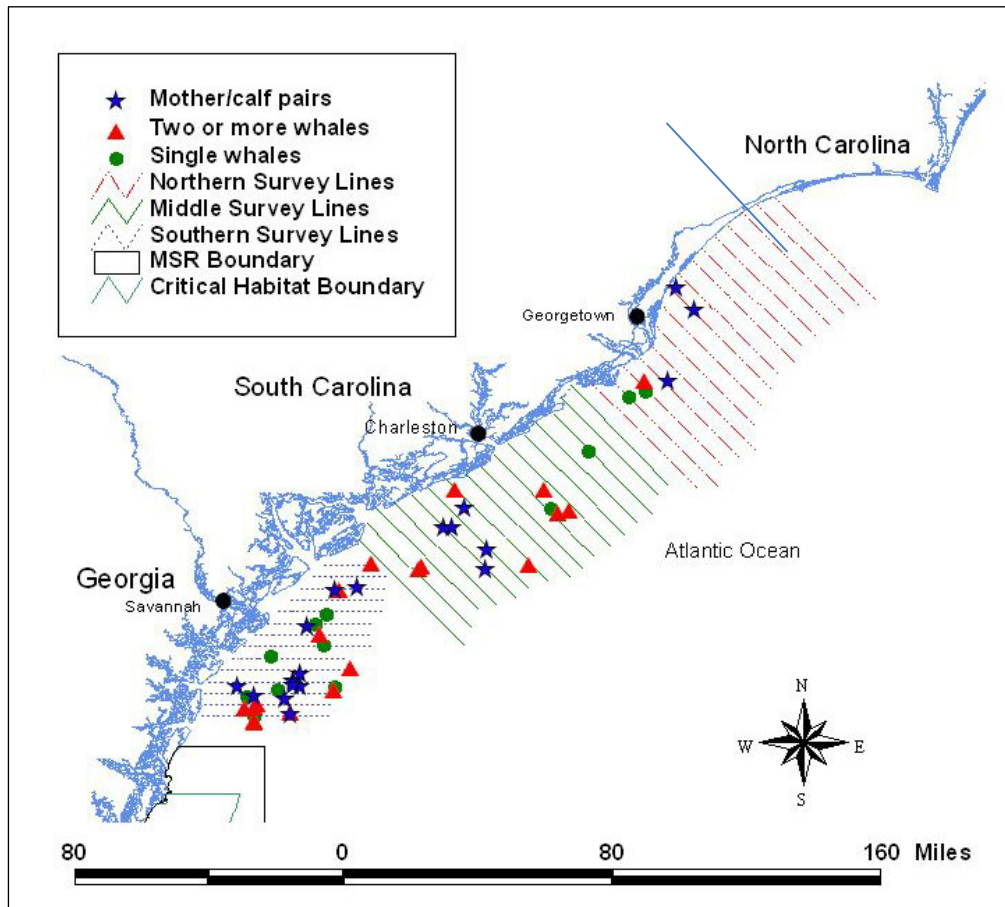 Mother/calf pairs
Two or more whales
Single whales
Northern Survey Lines
Middle Survey Lines
Southern Survey Lines
MSR Boundary
Critical Habitat Boundary
North Carolina
Georgetown
South Carolina
Charleston
Atlantic Ocean
Georgia
Savannah
N
W E
S
80 0 80 160 Miles